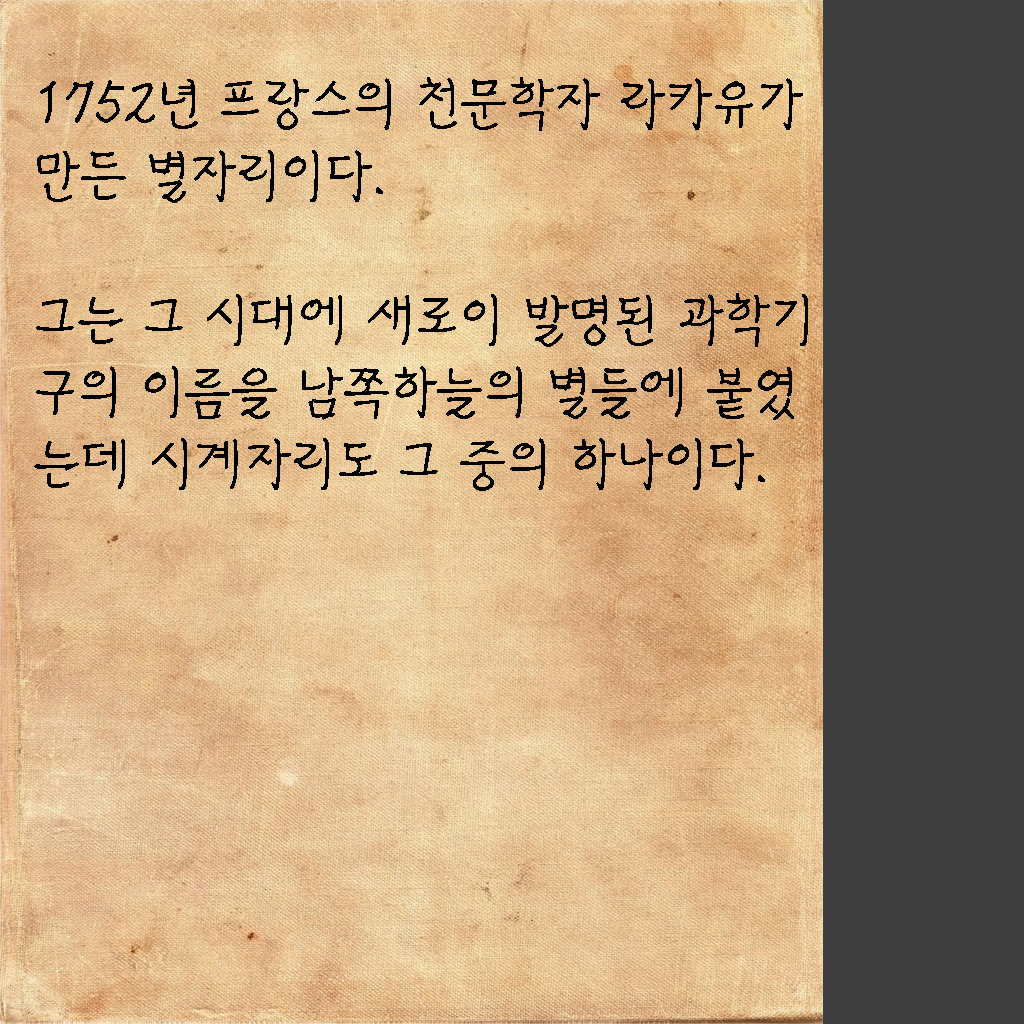 1752년 프랑스의 천문학자 라카유가
만든 별자리이다.
그는 그 시대에 새로이 발명된 과학기
구의 이름을 남쪽하늘의 별들에 붙였
는데 시계자리도 그 중의 하나이다.